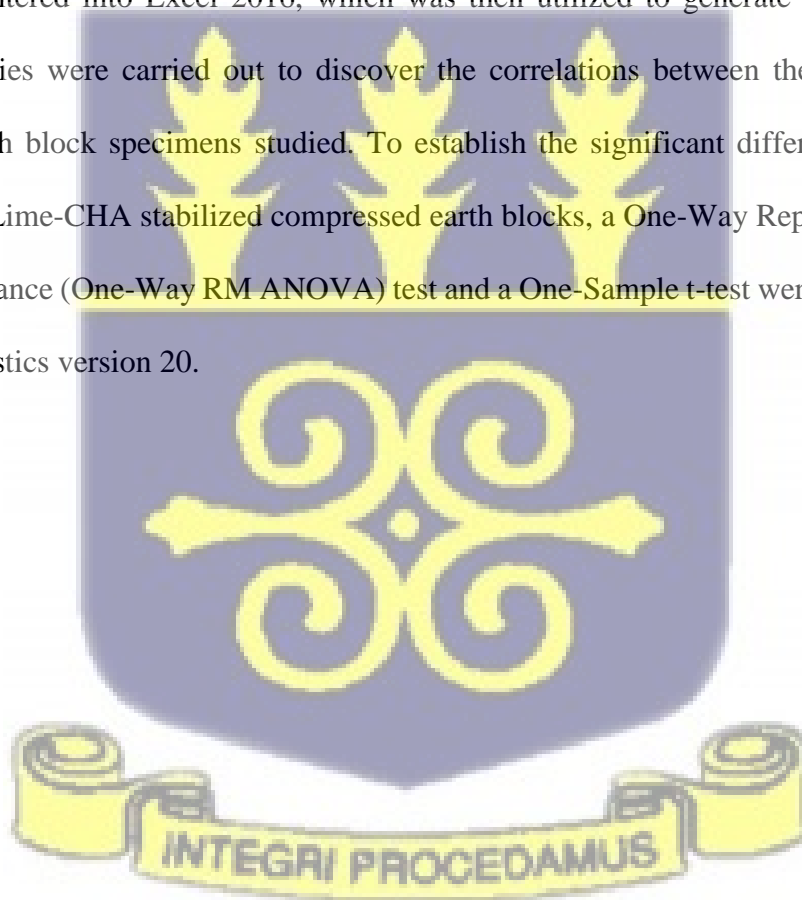 tered into Excel 2016, which was then utilized to generate
ies were carried out to discover the correlations between the
h block specimens studied. To establish the significant differ
Lime-CHA stabilized compressed earth blocks, a One-Way Rep
ance (One-Way RM ANOVA) test and a One-Sample t-test wer
stics version 20.
INTEGRI PROCEDAMUS